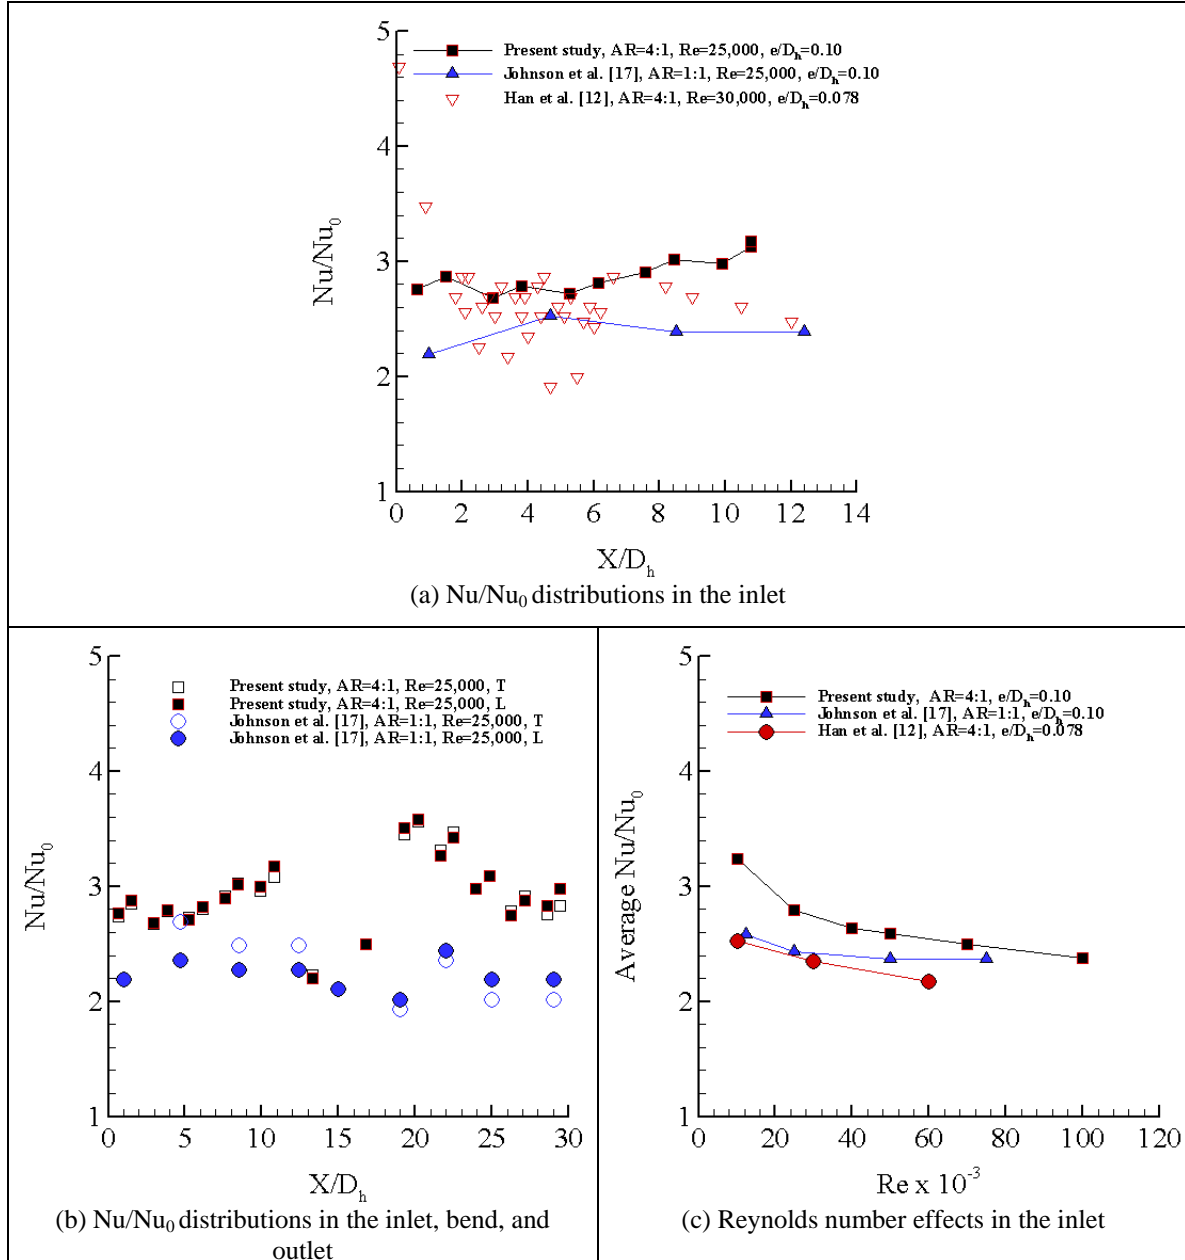 5
4
3
2
1
Nu/Nu₀
Present study, AR=4:1, Re=25,000, e/Dₕ=0.10
Johnson et al. [17], AR=1:1, Re=25,000, e/Dₕ=0.10
Han et al. [12], AR=4:1, Re=30,000, e/Dₕ=0.078
0 2 4 6 8 10 12 14
X/Dₕ
(a) Nu/Nu₀ distributions in the inlet
5
4
3
2
1
Nu/Nu₀
Present study, AR=4:1, Re=25,000, T
Present study, AR=4:1, Re=25,000, L
Johnson et al. [17], AR=1:1, Re=25,000, T
Johnson et al. [17], AR=1:1, Re=25,000, L
0 5 10 15 20 25 30
X/Dₕ
(b) Nu/Nu₀ distributions in the inlet, bend, and
outlet
5
4
3
2
1
Average Nu/Nu₀
Present study, AR=4:1, e/Dₕ=0.10
Johnson et al. [17], AR=1:1, e/Dₕ=0.10
Han et al. [12], AR=4:1, e/Dₕ=0.078
0 20 40 60 80 100 120
Re x 10⁻³
(c) Reynolds number effects in the inlet